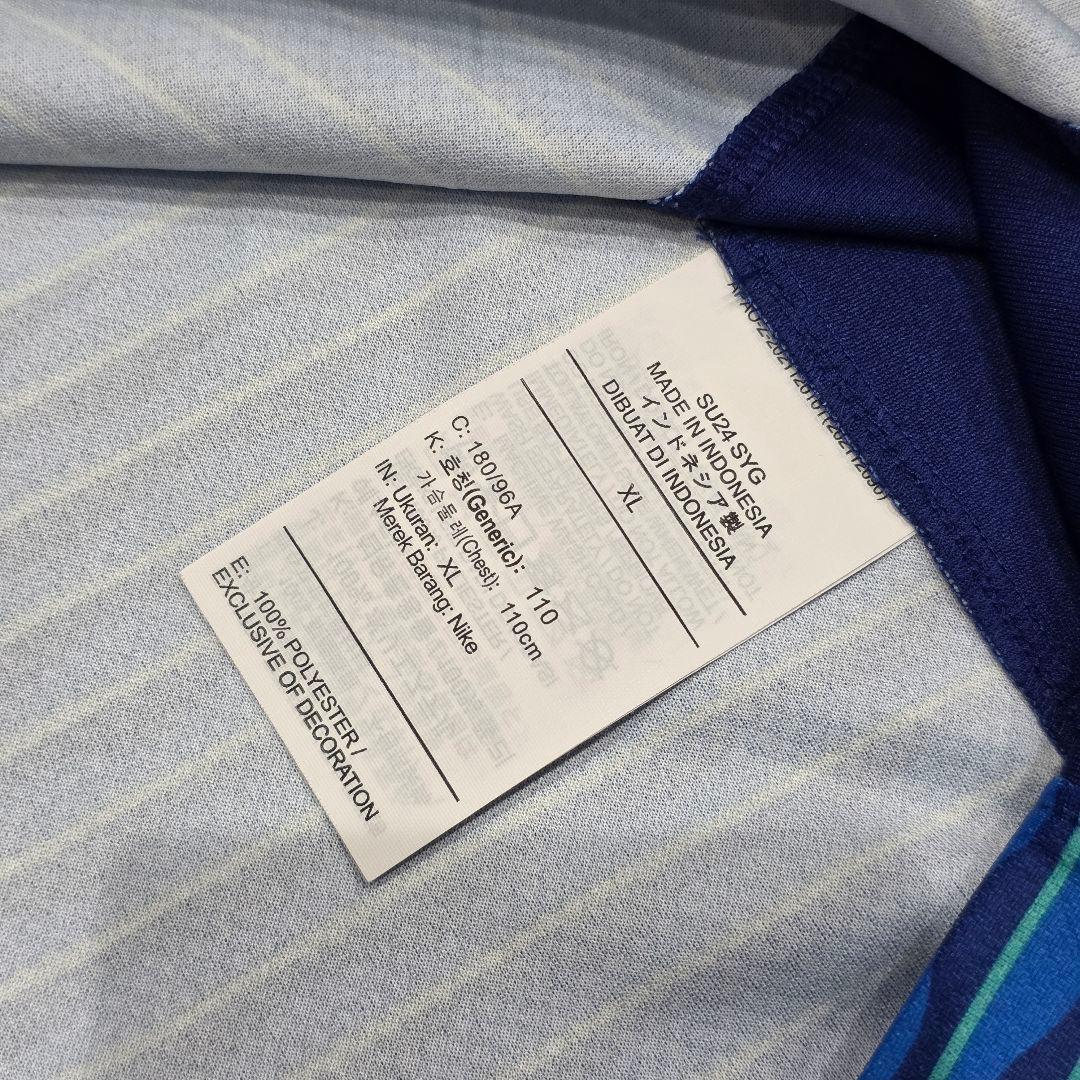 SU24 SYG
MADE IN INDONESIA
インドネシア製
DIBUAT DI INDONESIA
XL
C: 180/96A
K: 호칭(Generic): 110
가슴둘레(Chest): 110cm
IN: Ukuran: XL
Merek Barang: Nike
E: 100% POLYESTER /
EXCLUSIVE OF DECORATION